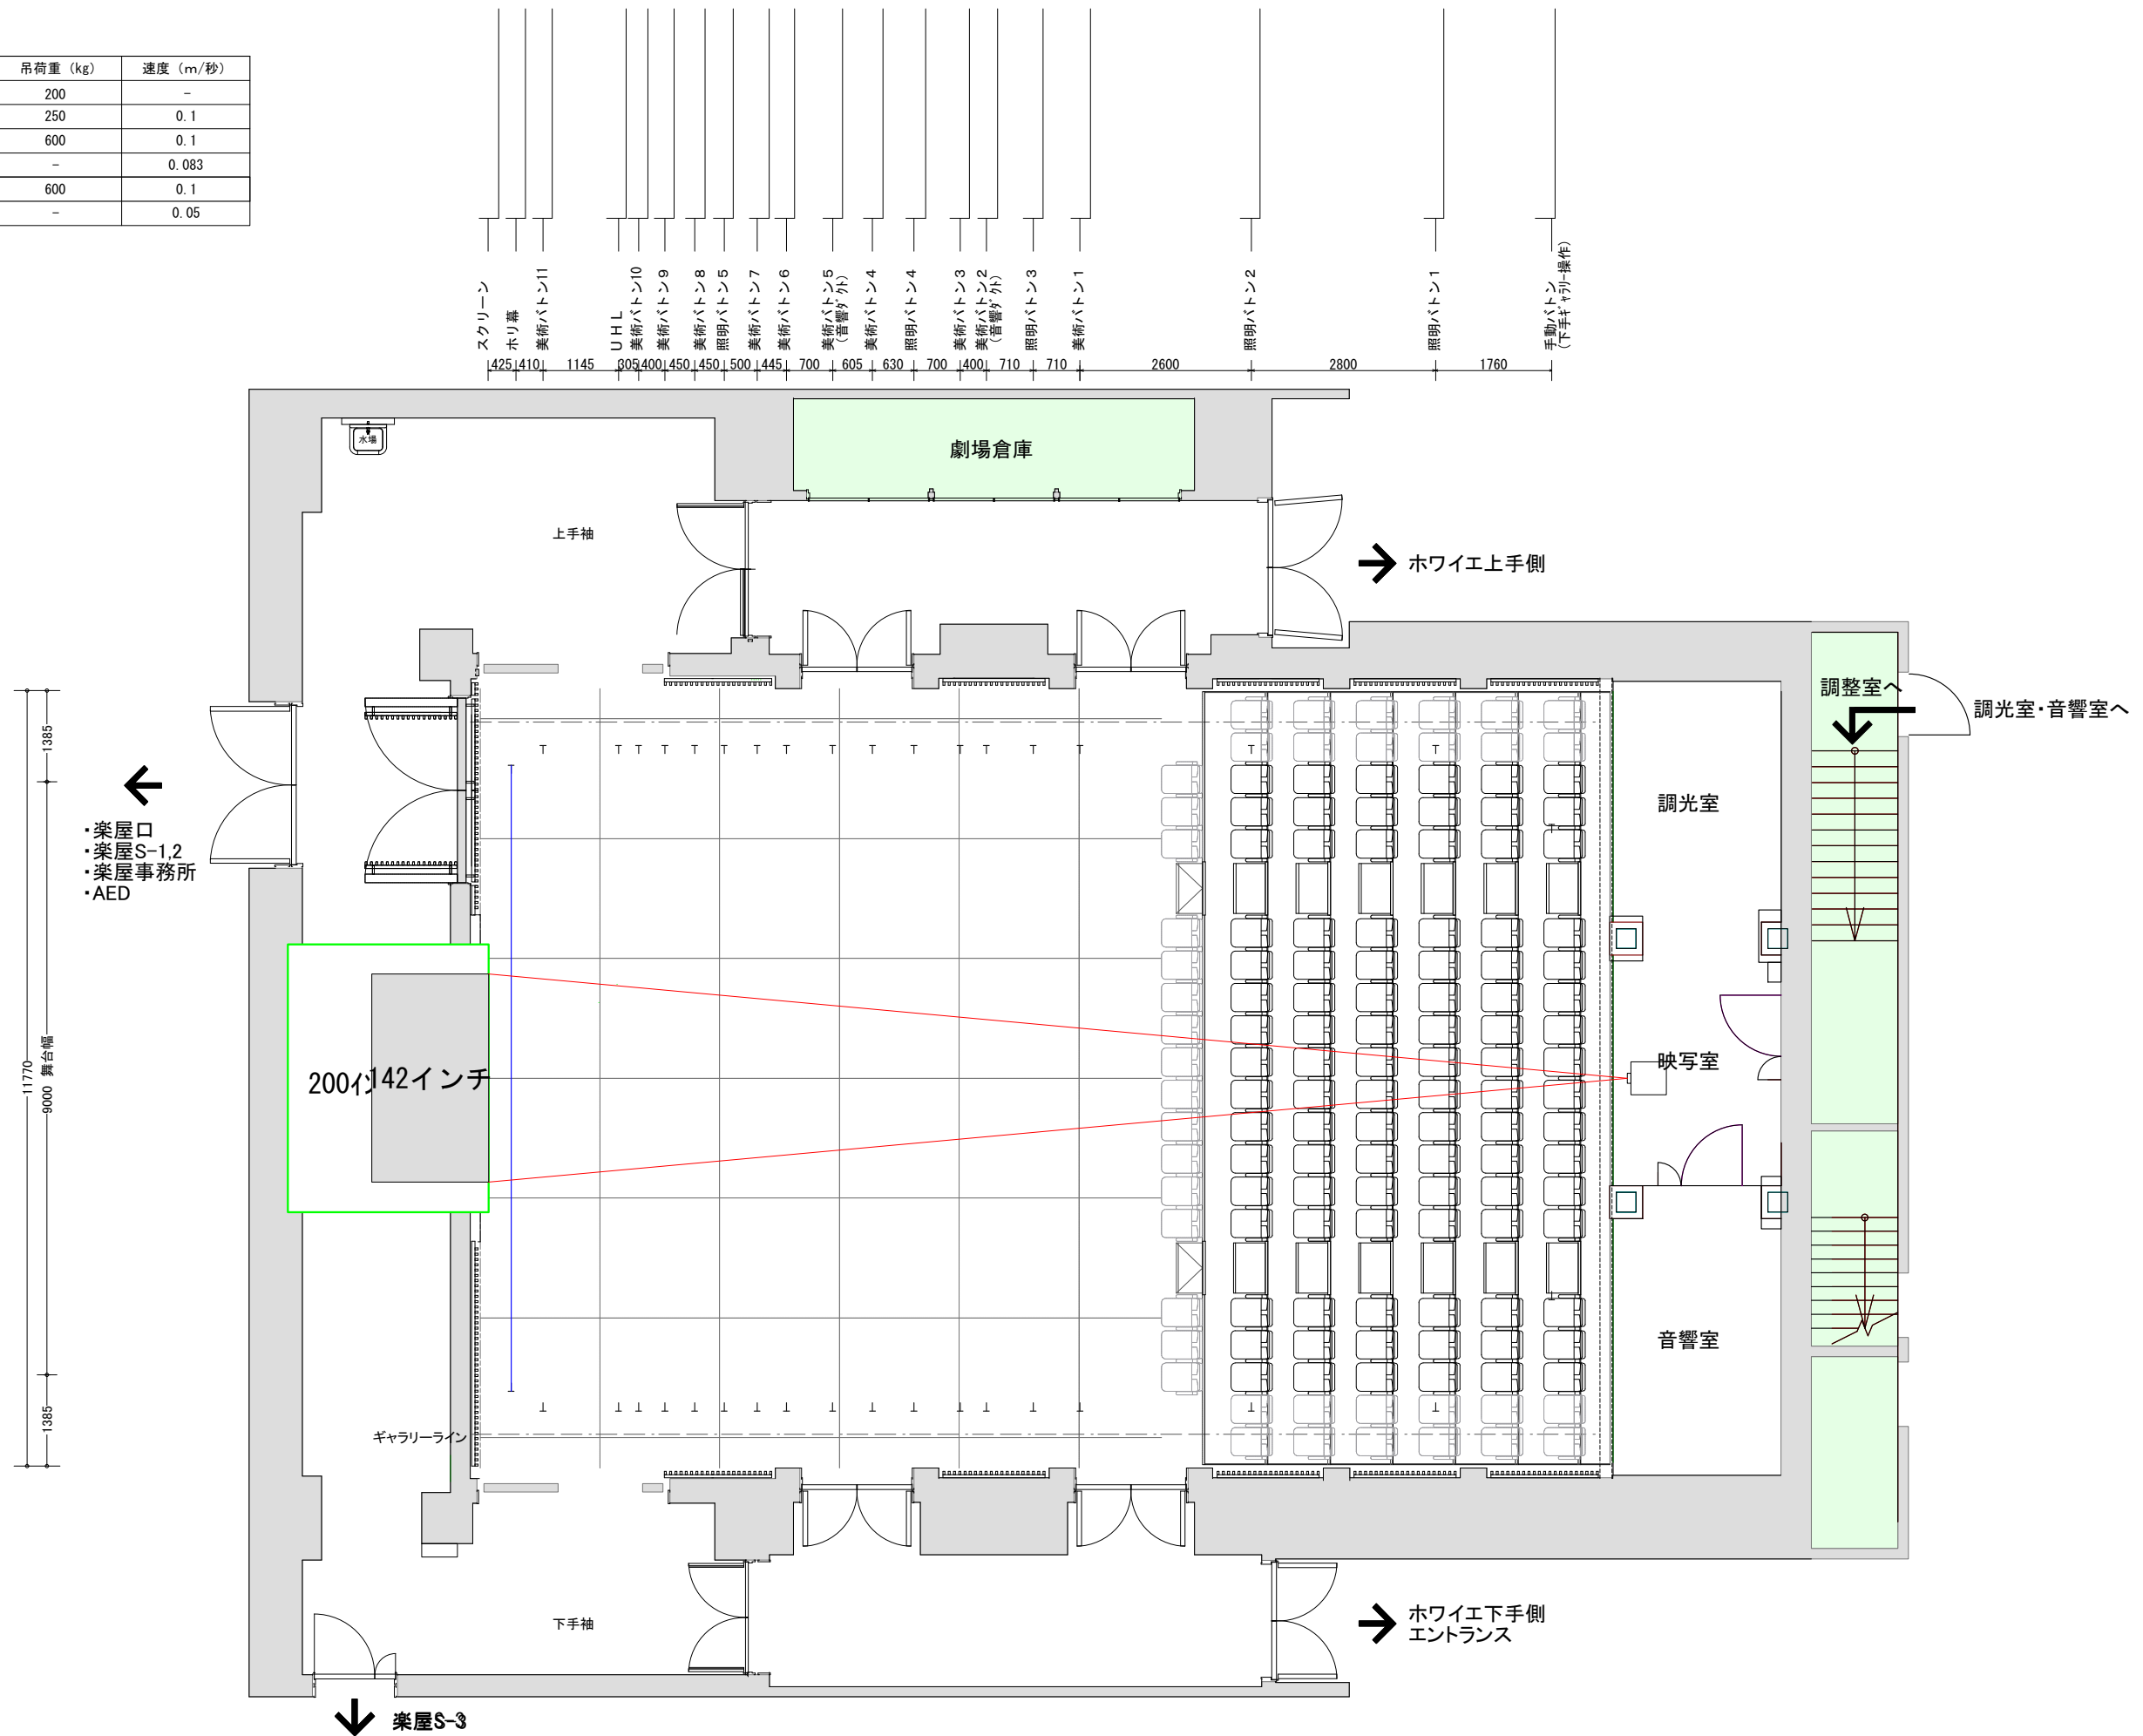 吊荷重 (kg) 速度 (m/秒)
200 -
250 0.1
600 0.1
- 0.083
600 0.1
- 0.05
スクリーン
ホリ幕
美術バトン11
UHL
美術バトン10
美術バトン9
美術バトン8
照明バトン5
美術バトン7
美術バトン6
美術バトン5
(音響ダクト)
美術バトン4
照明バトン4
美術バトン3
美術バトン2
(音響ダクト)
照明バトン3
美術バトン1
照明バトン2
照明バトン1
手動バトン
(下手ギャラリー操作)
425 410 1145 305 400 450 450 500 445 700 605 630 700 400 710 710 2600 2800 1760
水場
劇場倉庫
上手袖
ホワイエ上手側
調整室へ
調光室・音響室へ
1385
11770
9000 舞台幅
1385
・楽屋口
・楽屋S-1,2
・楽屋事務所
・AED
調光室
200イン
142インチ
映写室
音響室
ギャラリーライン
下手袖
ホワイエ下手側
エントランス
楽屋S-3